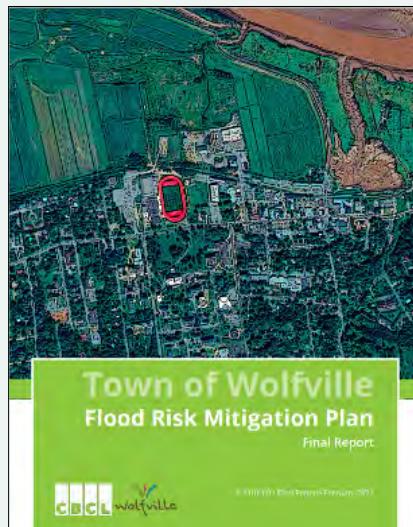 Town of Wolfville
Flood Risk Mitigation Plan
Final Report
CBCL
wolfville